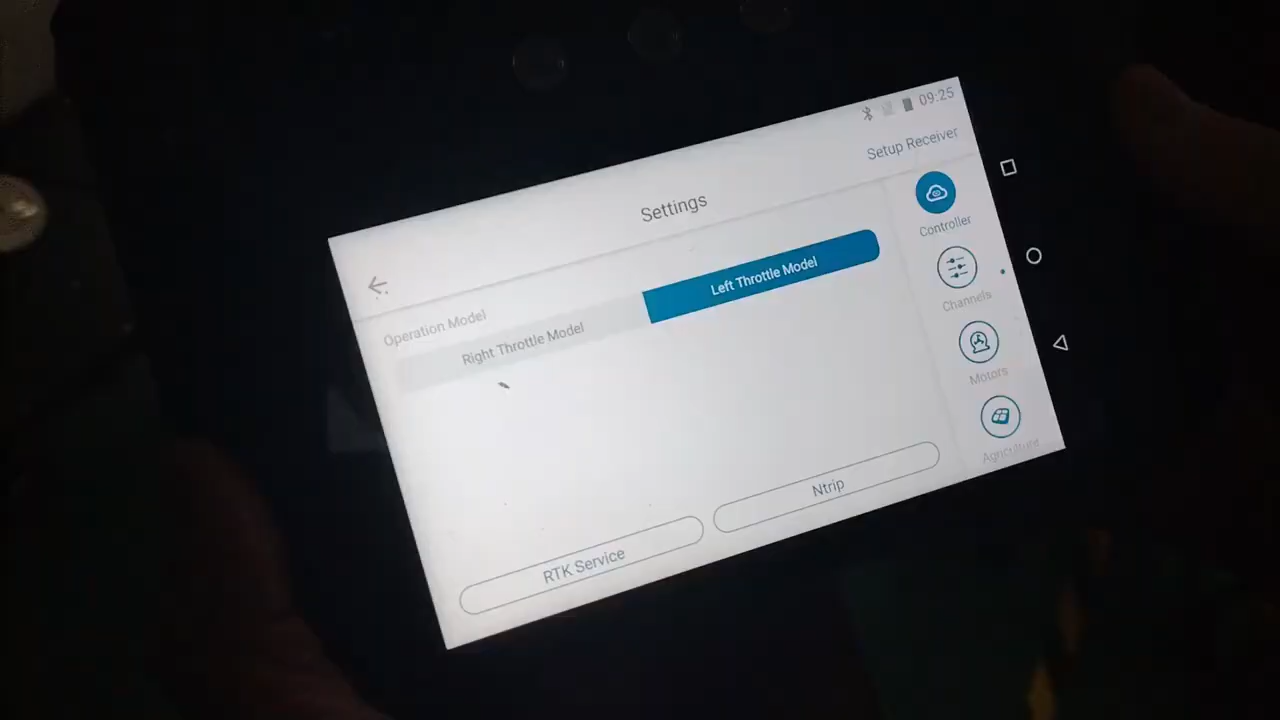 09:25
Setup Receiver
Settings
Operation Model
Right Throttle Model
Left Throttle Model
Controller
Channels
Motors
Agriculture
RTK Service
Ntrip